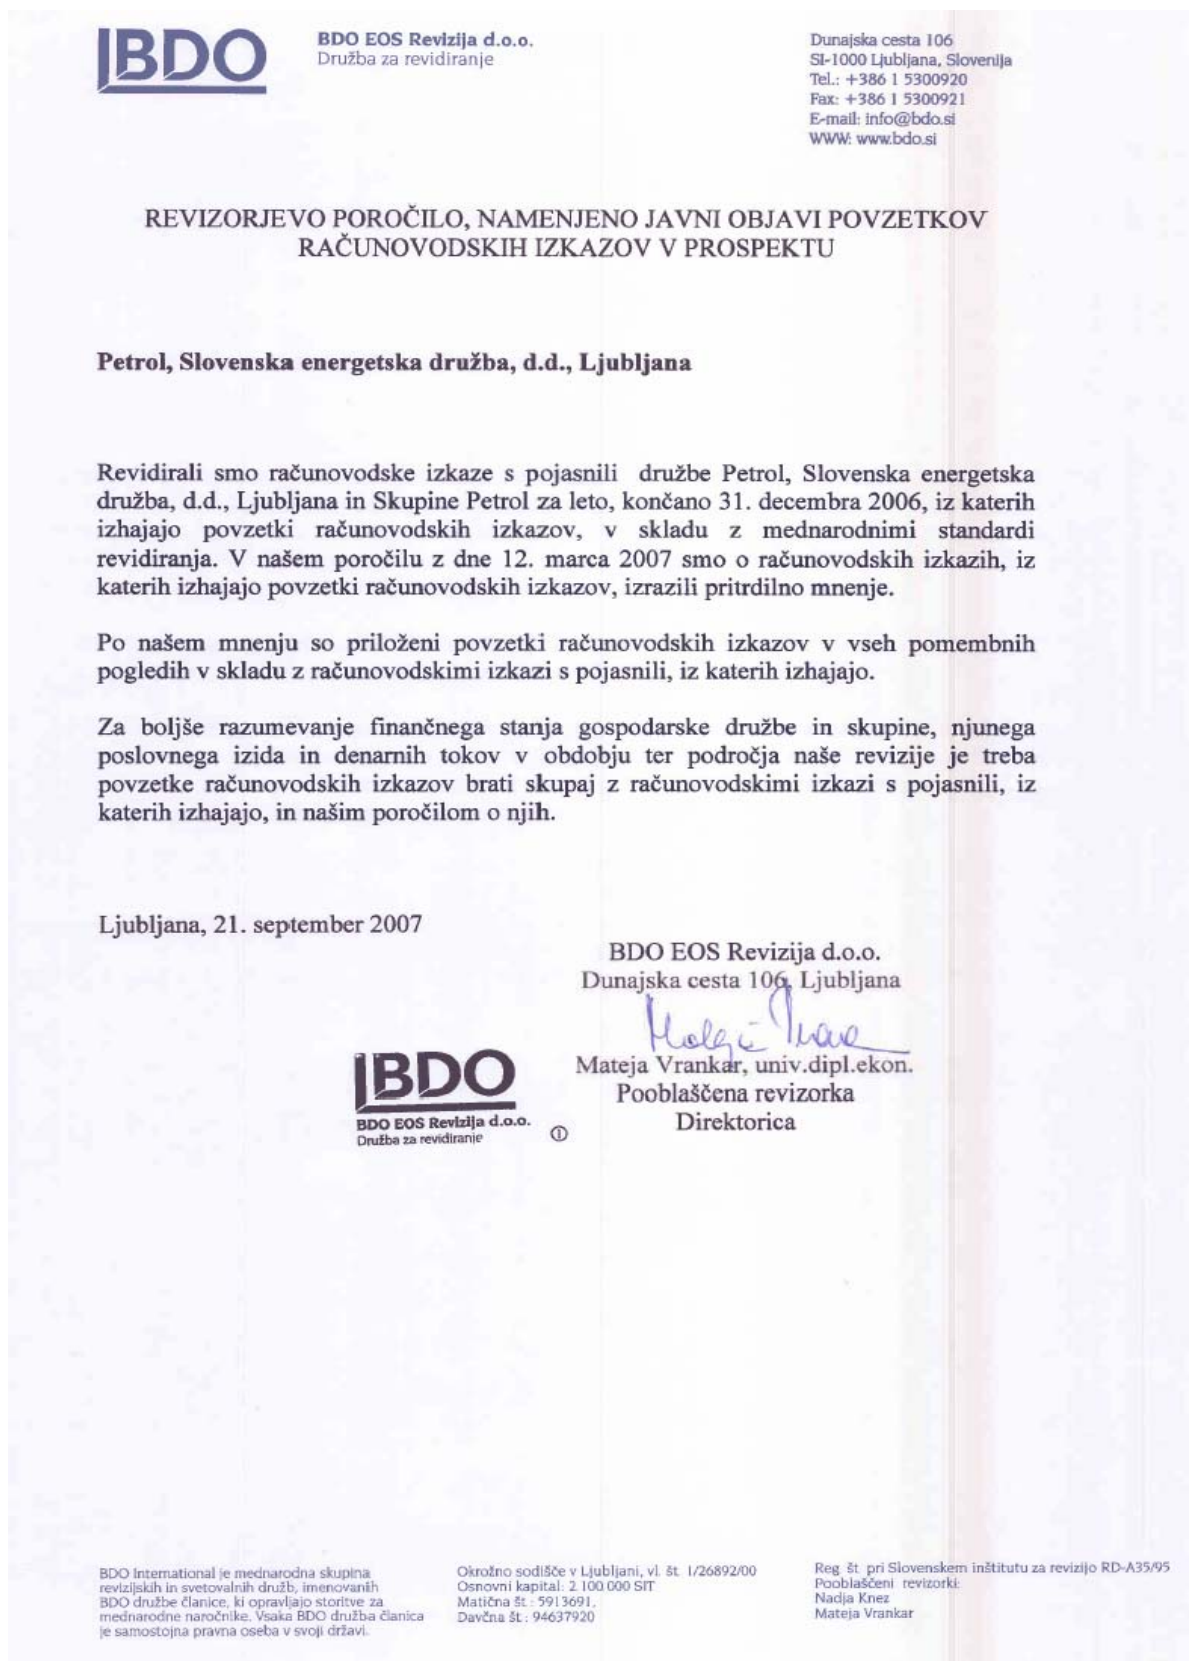 BDO
BDO EOS Revizija d.o.o.
Družba za revidiranje
Dunajska cesta 106
SI-1000 Ljubljana, Slovenija
Tel.: +386 1 5300920
Fax: +386 1 5300921
E-mail: info@bdo.si
WWW: www.bdo.si
REVIZORJEVO POROČILO, NAMENJENO JAVNI OBJAVI POVZETKOV
RAČUNOVODSKIH IZKAZOV V PROSPEKTU
Petrol, Slovenska energetska družba, d.d., Ljubljana
Revidirali smo računovodske izkaze s pojasnili družbe Petrol, Slovenska energetska
družba, d.d., Ljubljana in Skupine Petrol za leto, končano 31. decembra 2006, iz katerih
izhajajo povzetki računovodskih izkazov, v skladu z mednarodnimi standardi
revidiranja. V našem poročilu z dne 12. marca 2007 smo o računovodskih izkazih, iz
katerih izhajajo povzetki računovodskih izkazov, izrazili pritrdilno mnenje.
Po našem mnenju so priloženi povzetki računovodskih izkazov v vseh pomembnih
pogledih v skladu z računovodskimi izkazi s pojasnili, iz katerih izhajajo.
Za boljše razumevanje finančnega stanja gospodarske družbe in skupine, njunega
poslovnega izida in denarnih tokov v obdobju ter področja naše revizije je treba
povzetke računovodskih izkazov brati skupaj z računovodskimi izkazi s pojasnili, iz
katerih izhajajo, in našim poročilom o njih.
Ljubljana, 21. september 2007
BDO EOS Revizija d.o.o.
Dunajska cesta 106, Ljubljana
Mateja Vrankar, univ.dipl.ekon.
Pooblaščena revizorka
Direktorica
BDO
BDO EOS Revizija d.o.o.
Družba za revidiranje
①
BDO International je mednarodna skupina
revizijskih in svetovalnih družb, imenovanih
BDO družbe članice, ki opravljajo storitve za
mednarodne naročnike. Vsaka BDO družba članica
je samostojna pravna oseba v svoji državi.
Okrožno sodišče v Ljubljani, vl. št. 1/26892/00
Osnovni kapital: 2 100 000 SIT
Matična št.: 5913691,
Davčna št.: 94637920
Reg. št. pri Slovenskem inštitutu za revizijo RD-A35/95
Pooblaščeni revizorki:
Nadja Knez
Mateja Vrankar